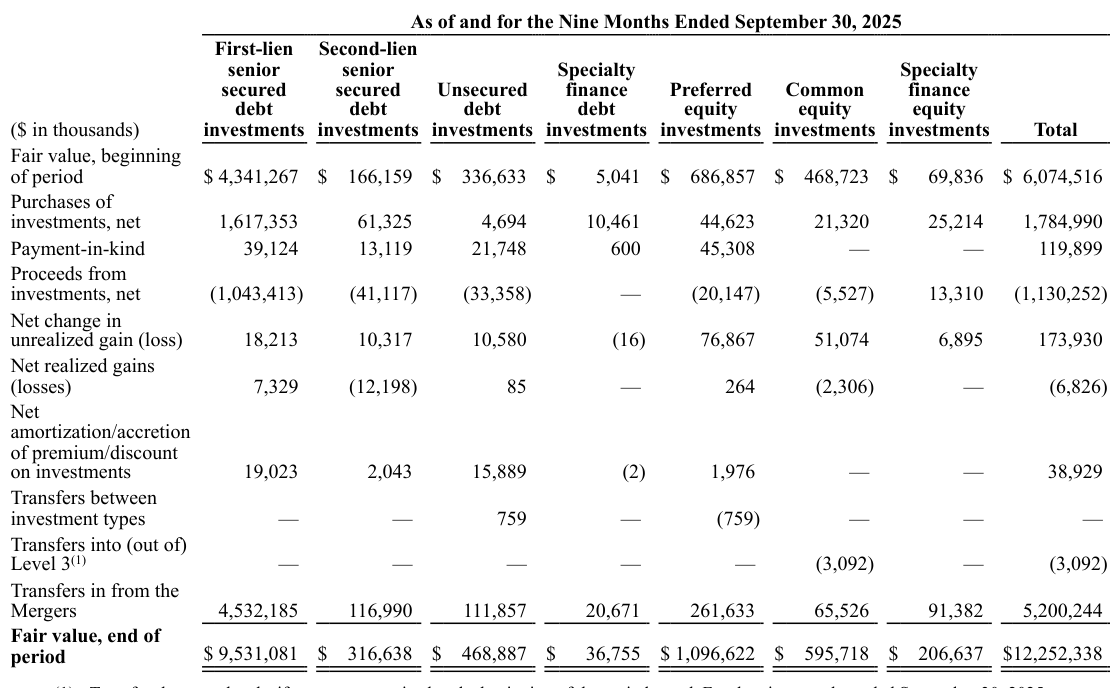 As of and for the Nine Months Ended September 30, 2025
($ in thousands) First-lien senior secured debt investments Second-lien senior secured debt investments Unsecured debt investments Specialty finance debt investments Preferred equity investments Common equity investments Specialty finance equity investments Total
Fair value, beginning
of period $ 4,341,267 $ 166,159 $ 336,633 $ 5,041 $ 686,857 $ 468,723 $ 69,836 $ 6,074,516
Purchases of
investments, net 1,617,353 61,325 4,694 10,461 44,623 21,320 25,214 1,784,990
Payment-in-kind 39,124 13,119 21,748 600 45,308 — — 119,899
Proceeds from
investments, net (1,043,413) (41,117) (33,358) — (20,147) (5,527) 13,310 (1,130,252)
Net change in
unrealized gain (loss) 18,213 10,317 10,580 (16) 76,867 51,074 6,895 173,930
Net realized gains
(losses) 7,329 (12,198) 85 — 264 (2,306) — (6,826)
Net
amortization/accretion
of premium/discount
on investments 19,023 2,043 15,889 (2) 1,976 — — 38,929
Transfers between
investment types — — 759 — (759) — — —
Transfers into (out of)
Level 3(1) — — — — — (3,092) — (3,092)
Transfers in from the
Mergers 4,532,185 116,990 111,857 20,671 261,633 65,526 91,382 5,200,244
Fair value, end of
period $ 9,531,081 $ 316,638 $ 468,887 $ 36,755 $ 1,096,622 $ 595,718 $ 206,637 $12,252,338